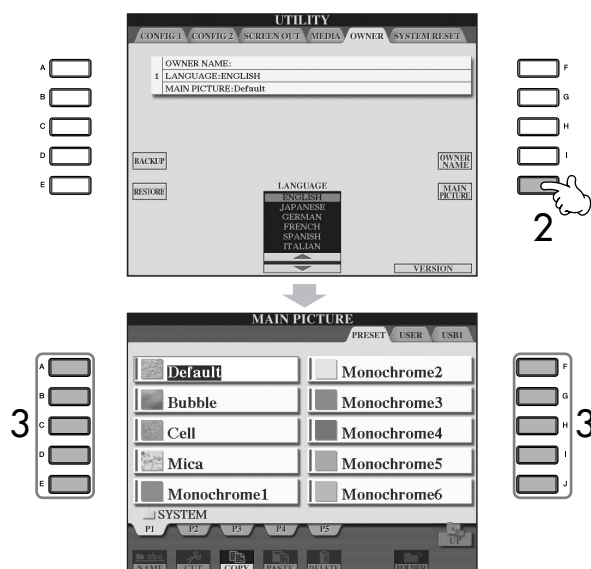 UTILITY
CONFIG 1 CONFIG 2 SCREEN OUT MEDIA OWNER SYSTEM RESET
OWNER NAME:
1 LANGUAGE:ENGLISH
MAIN PICTURE:Default
A
B
C
D
E
F
G
H
I
BACKUP
RESTORE
OWNER
NAME
MAIN
PICTURE
LANGUAGE
ENGLISH
JAPANESE
GERMAN
FRENCH
SPANISH
ITALIAN
VERSION
2
MAIN PICTURE
PRESET USER USB1
A
B
C
D
E
3
Default
Bubble
Cell
Mica
Monochrome1
Monochrome2
Monochrome3
Monochrome4
Monochrome5
Monochrome6
F
G
H
I
J
3
SYSTEM
P1 P2 P3 P4 P5
UP
abc
NAME CUT COPY PASTE DELETE FOLDER